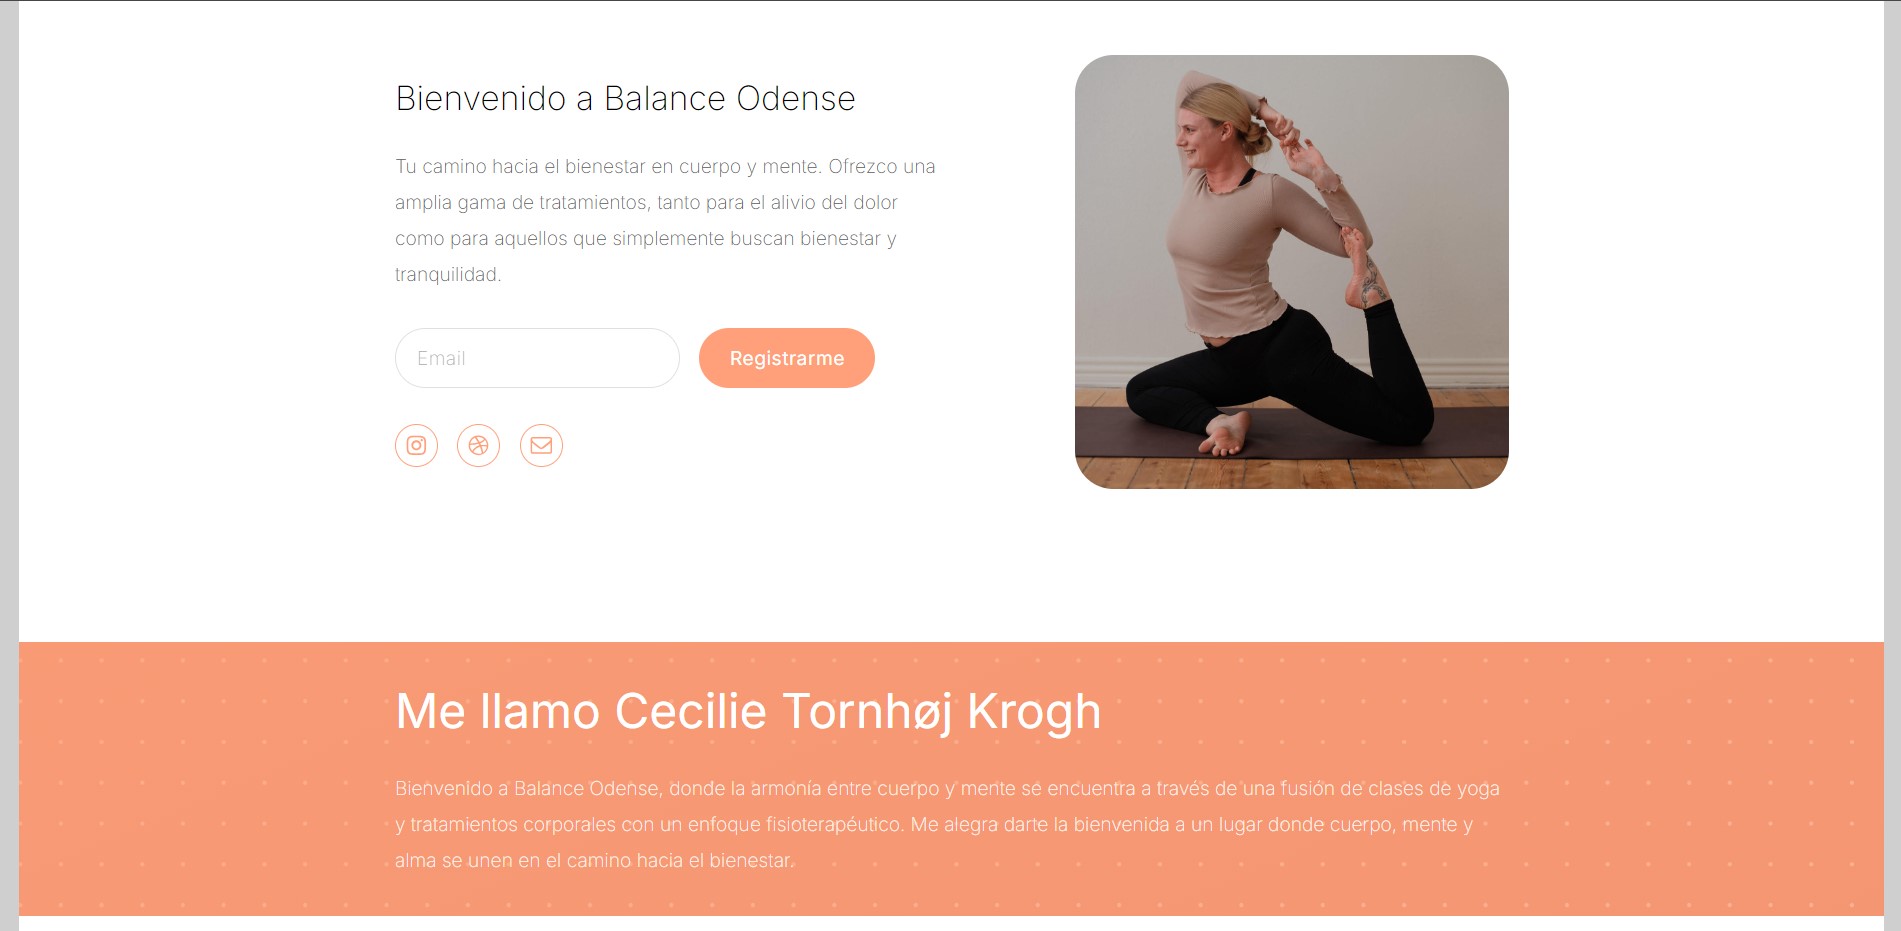 Bienvenido a Balance Odense
Tu camino hacia el bienestar en cuerpo y mente. Ofrezco una
amplia gama de tratamientos, tanto para el alivio del dolor
como para aquellos que simplemente buscan bienestar y
tranquilidad.
Email
Registrarme
Me llamo Cecilie Tornhøj Krogh
Bienvenido a Balance Odense, donde la armonía entre cuerpo y mente se encuentra a través de una fusión de clases de yoga
y tratamientos corporales con un enfoque fisioterapéutico. Me alegra darte la bienvenida a un lugar donde cuerpo, mente y
alma se unen en el camino hacia el bienestar.